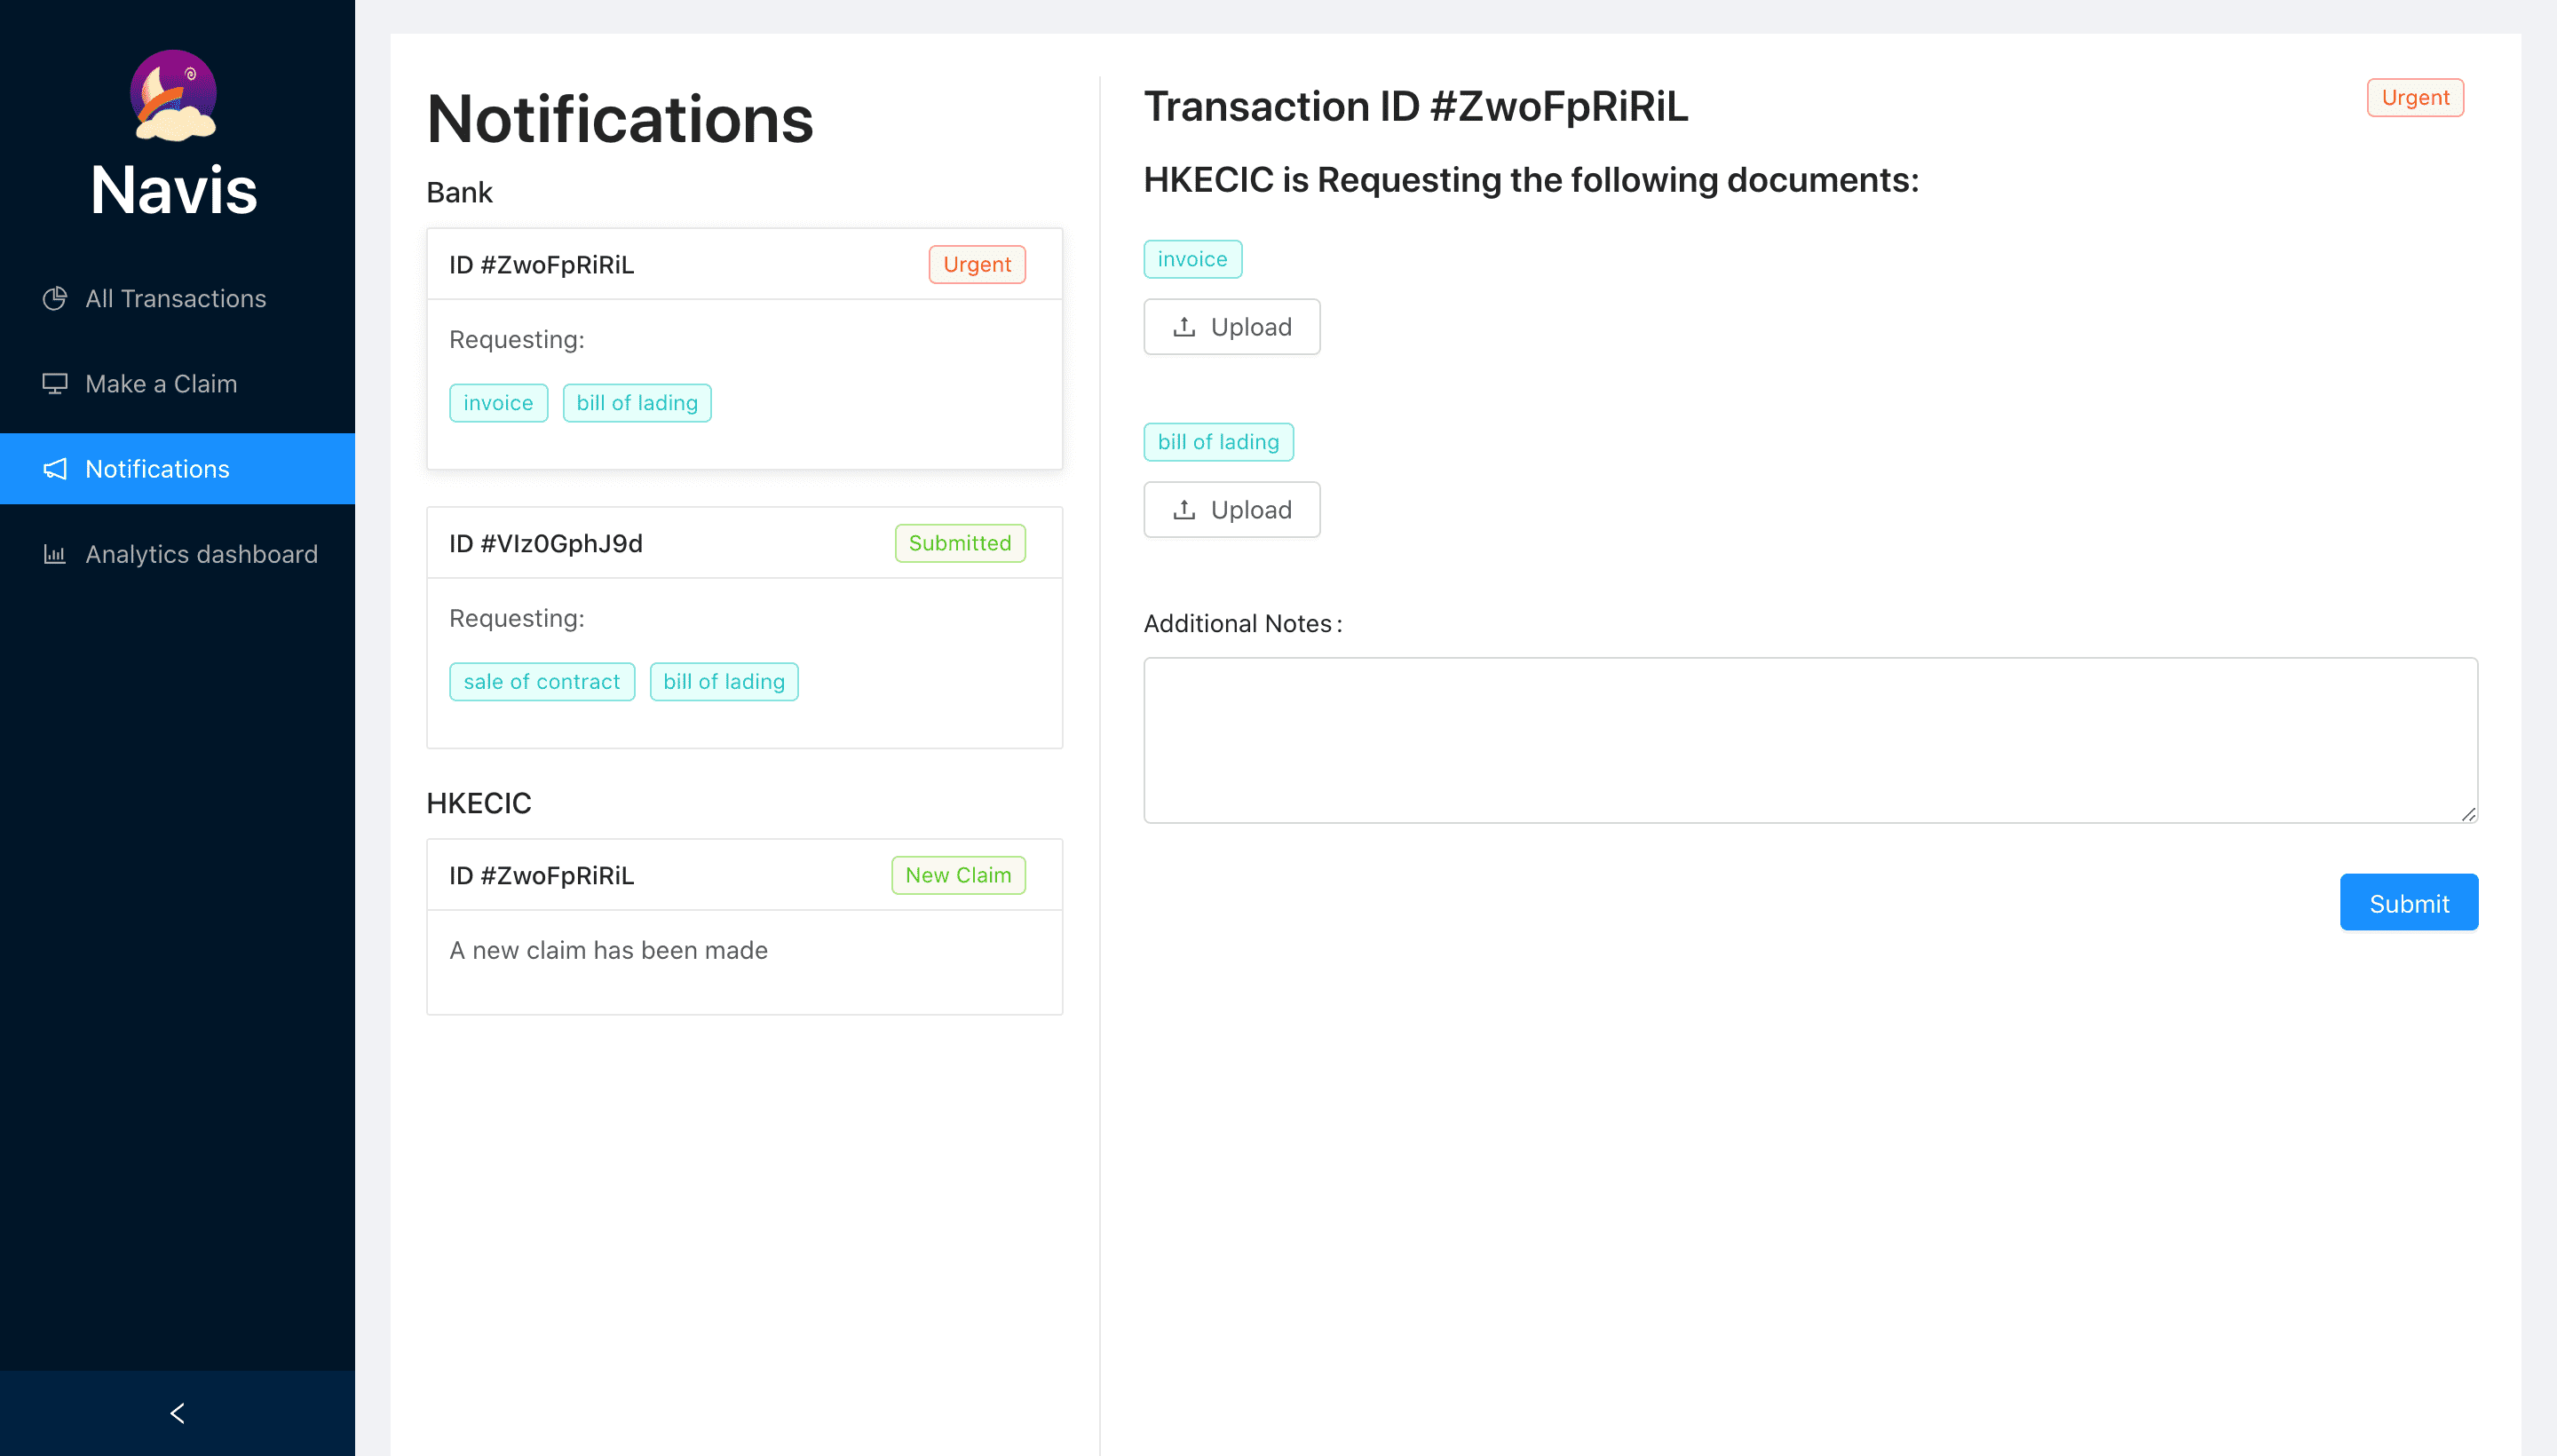 Navis
All Transactions
Make a Claim
Notifications
Analytics dashboard
Notifications
Bank
ID #ZwoFpRiRiL Urgent
Requesting:
invoice bill of lading
ID #VIz0GphJ9d Submitted
Requesting:
sale of contract bill of lading
HKECIC
ID #ZwoFpRiRiL New Claim
A new claim has been made
Transaction ID #ZwoFpRiRiL Urgent
HKECIC is Requesting the following documents:
invoice
Upload
bill of lading
Upload
Additional Notes:
Submit